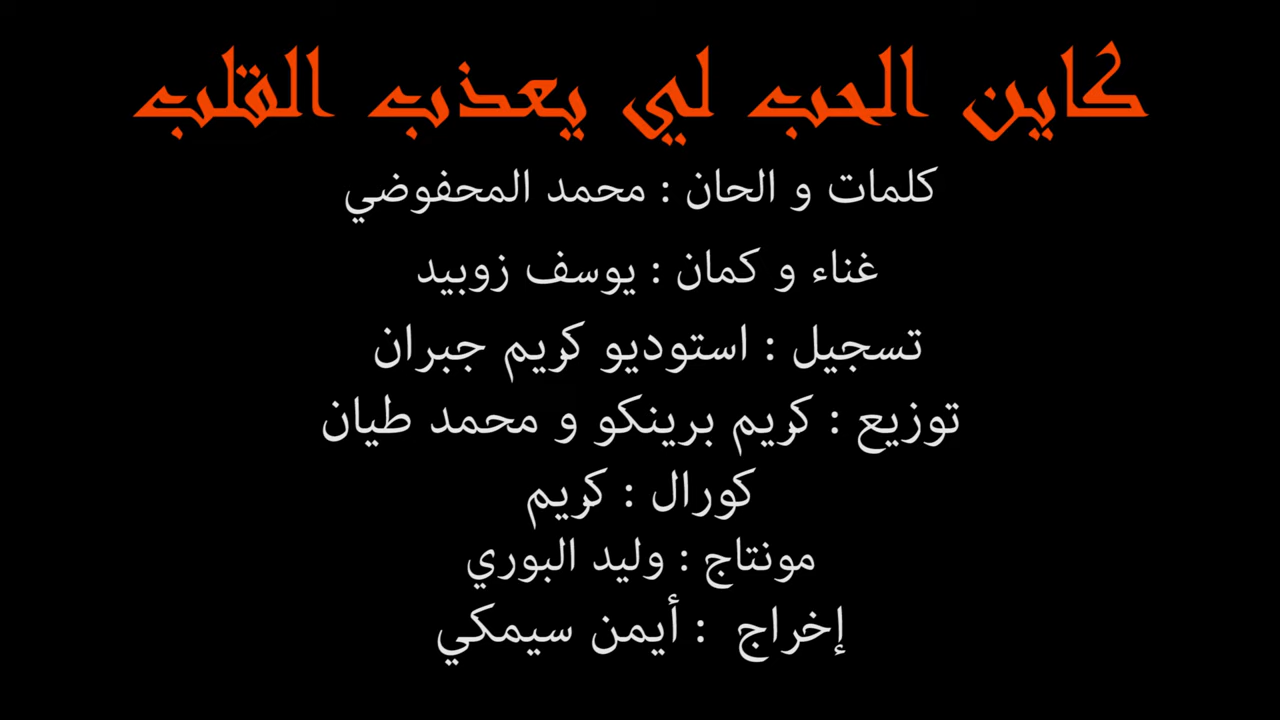 كاين الحب لي يعذب القلب
كلمات و الحان : محمد المحفوضي
غناء و كمان : يوسف زوبيد
تسجيل : استوديو كريم جبران
توزيع : كريم برينكو و محمد طيان
كورال : كريم
مونتاج : وليد البوري
إخراج : أيمن سيمكي